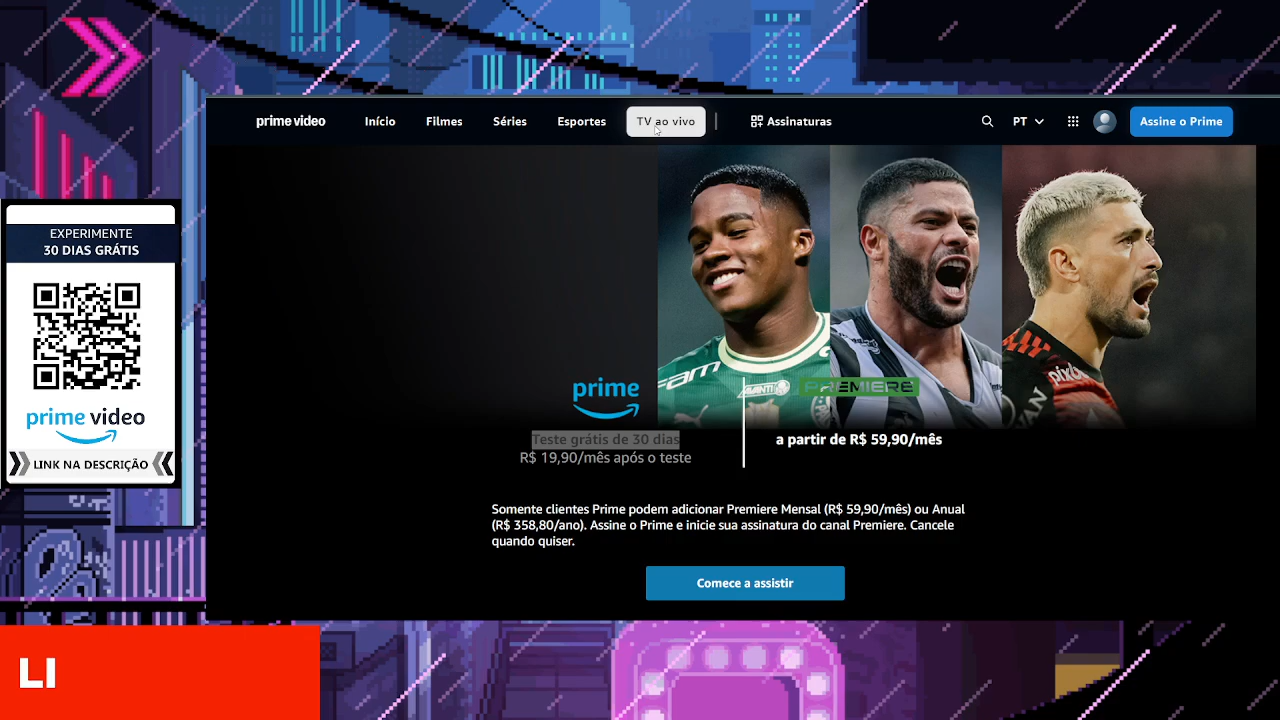 prime video
Início
Filmes
Séries
Esportes
TV ao vivo
Assinaturas
PT
Assine o Prime
EXPERIMENTE
30 DIAS GRÁTIS
prime video
LINK NA DESCRIÇÃO
prime
Teste grátis de 30 dias
R$ 19,90/mês após o teste
PREMIERE
a partir de R$ 59,90/mês
AVANTI
pixb
Somente clientes Prime podem adicionar Premiere Mensal (R$ 59,90/mês) ou Anual
(R$ 358,80/ano). Assine o Prime e inicie sua assinatura do canal Premiere. Cancele
quando quiser.
Comece a assistir
LI